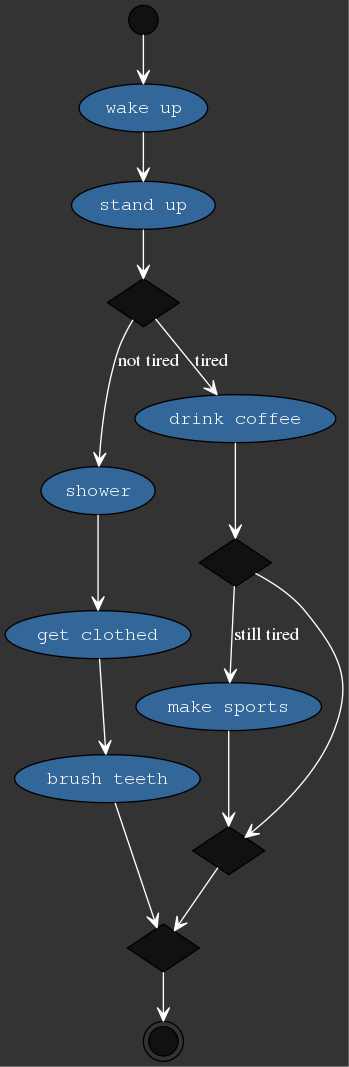 wake up
stand up
not tired
tired
drink coffee
shower
get clothed
still tired
make sports
brush teeth